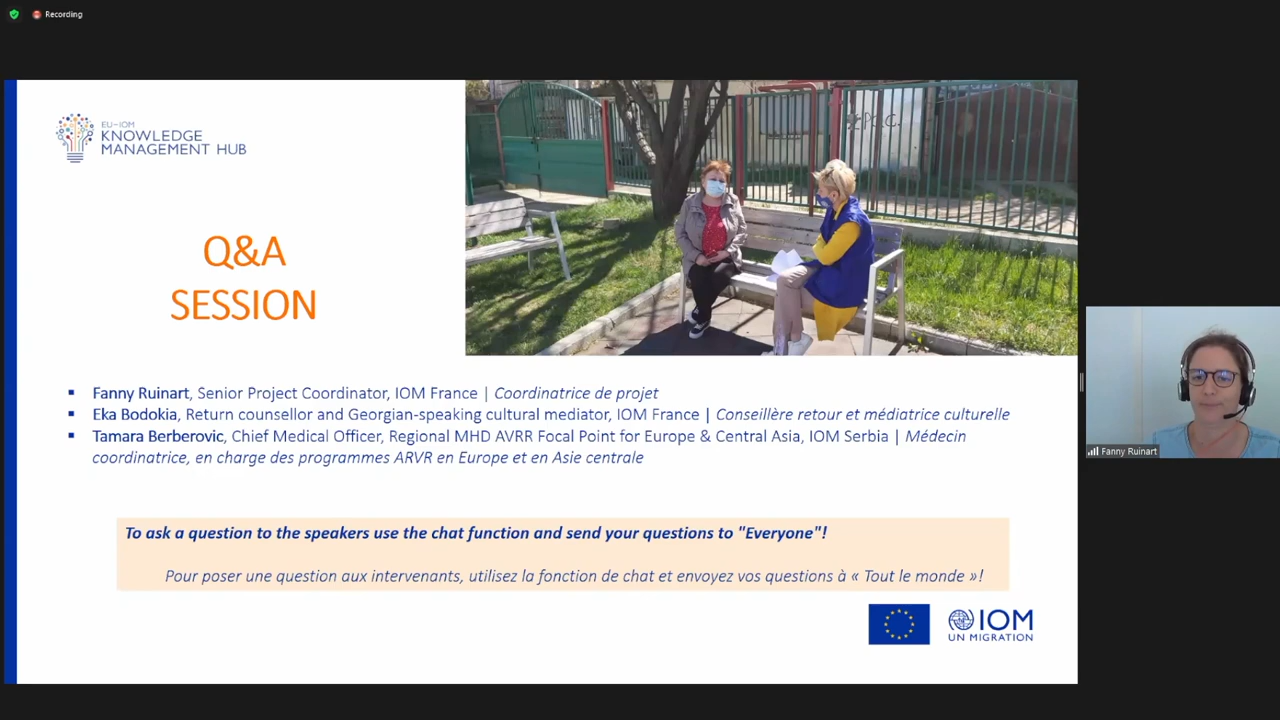 Recording
EU-IOM
KNOWLEDGE
MANAGEMENT HUB
Q&A
SESSION
▪ Fanny Ruinart, Senior Project Coordinator, IOM France | Coordinatrice de projet
▪ Eka Bodokia, Return counsellor and Georgian-speaking cultural mediator, IOM France | Conseillère retour et médiatrice culturelle
▪ Tamara Berberovic, Chief Medical Officer, Regional MHD AVRR Focal Point for Europe & Central Asia, IOM Serbia | Médecin
coordinatrice, en charge des programmes ARVR en Europe et en Asie centrale
Fanny Ruinart
To ask a question to the speakers use the chat function and send your questions to "Everyone"!
Pour poser une question aux intervenants, utilisez la fonction de chat et envoyez vos questions à « Tout le monde »!
IOM
UN MIGRATION